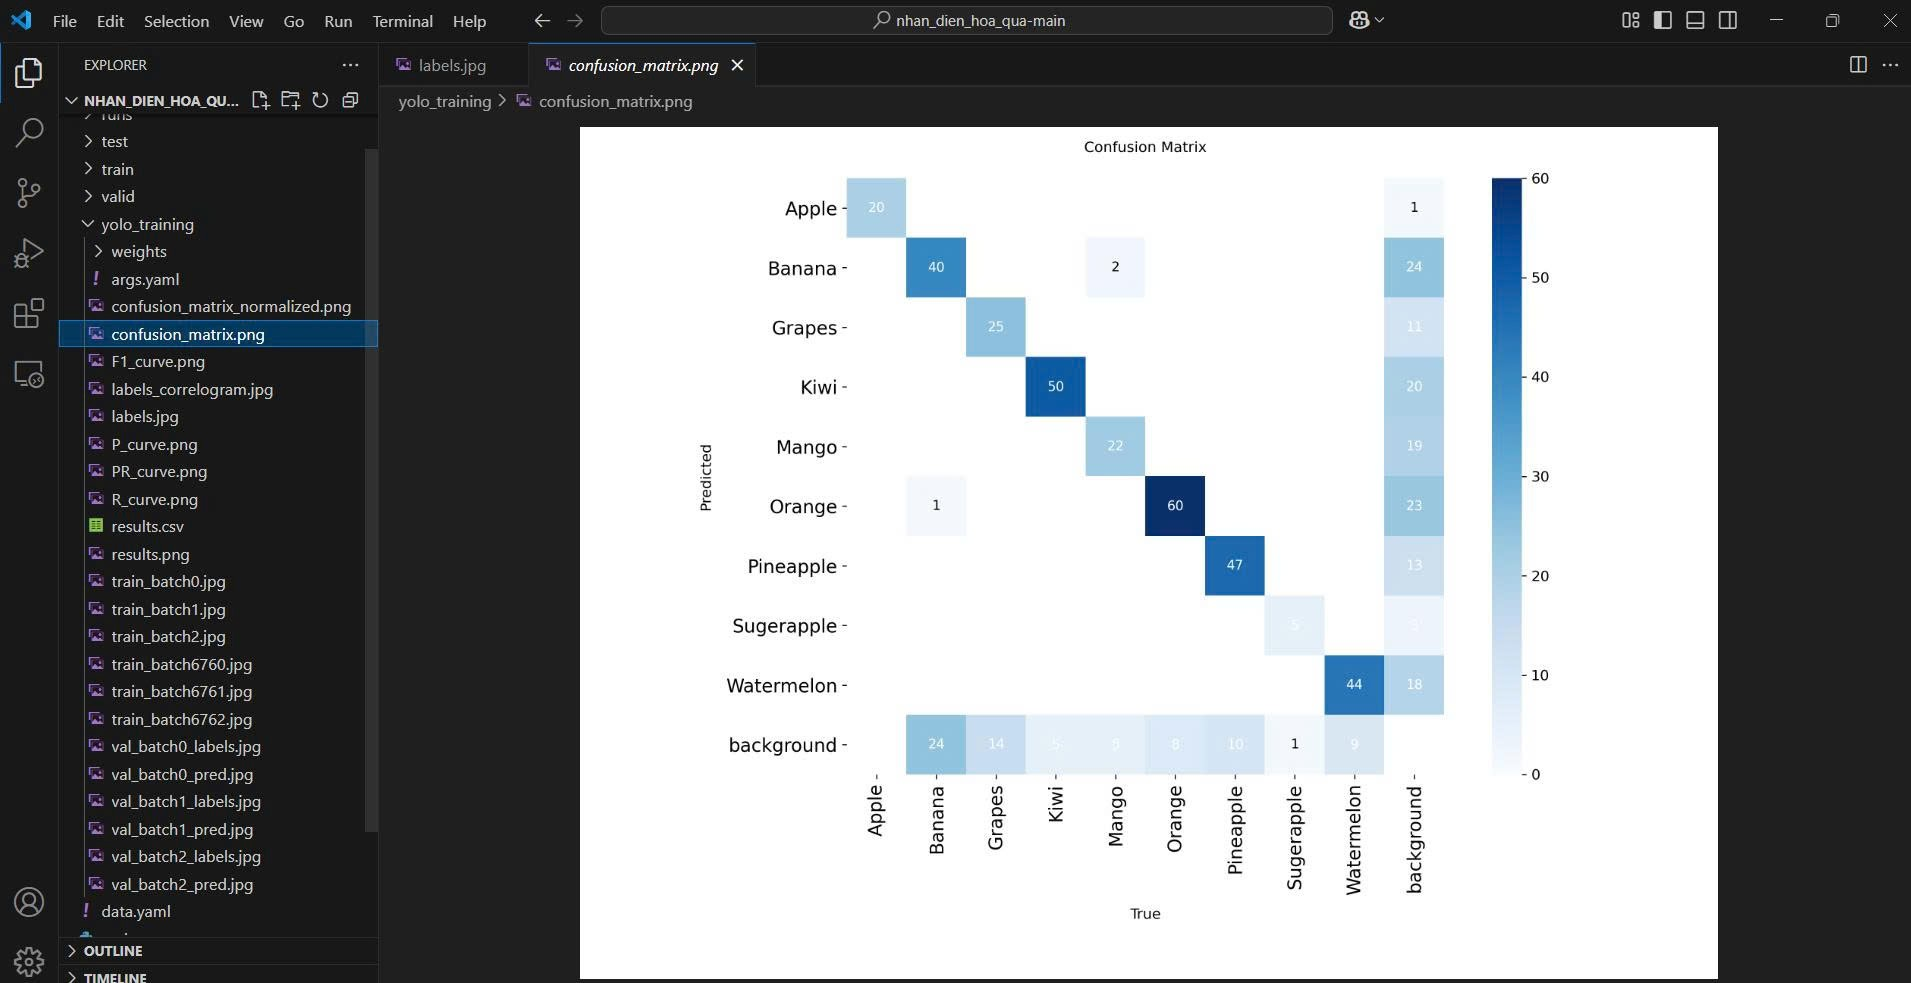 File Edit Selection View Go Run Terminal Help
nhan_dien_hoa_qua-main
EXPLORER
NHAN_DIEN_HOA_QU...
runs
test
train
valid
yolo_training
weights
! args.yaml
confusion_matrix_normalized.png
confusion_matrix.png
F1_curve.png
labels_correlogram.jpg
labels.jpg
P_curve.png
PR_curve.png
R_curve.png
results.csv
results.png
train_batch0.jpg
train_batch1.jpg
train_batch2.jpg
train_batch6760.jpg
train_batch6761.jpg
train_batch6762.jpg
val_batch0_labels.jpg
val_batch0_pred.jpg
val_batch1_labels.jpg
val_batch1_pred.jpg
val_batch2_labels.jpg
val_batch2_pred.jpg
! data.yaml
OUTLINE
TIMELINE
labels.jpg
confusion_matrix.png
yolo_training > confusion_matrix.png
Confusion Matrix
Predicted
Apple 20 1
Banana 40 2 24
Grapes 25 11
Kiwi 50 20
Mango 22 19
Orange 1 60 23
Pineapple 47 13
Sugerapple 5
Watermelon 44 18
background 24 14 5 8 10 1 9
Apple
Banana
Grapes
Kiwi
Mango
Orange
Pineapple
Sugerapple
Watermelon
background
True
60
50
40
30
20
10
0